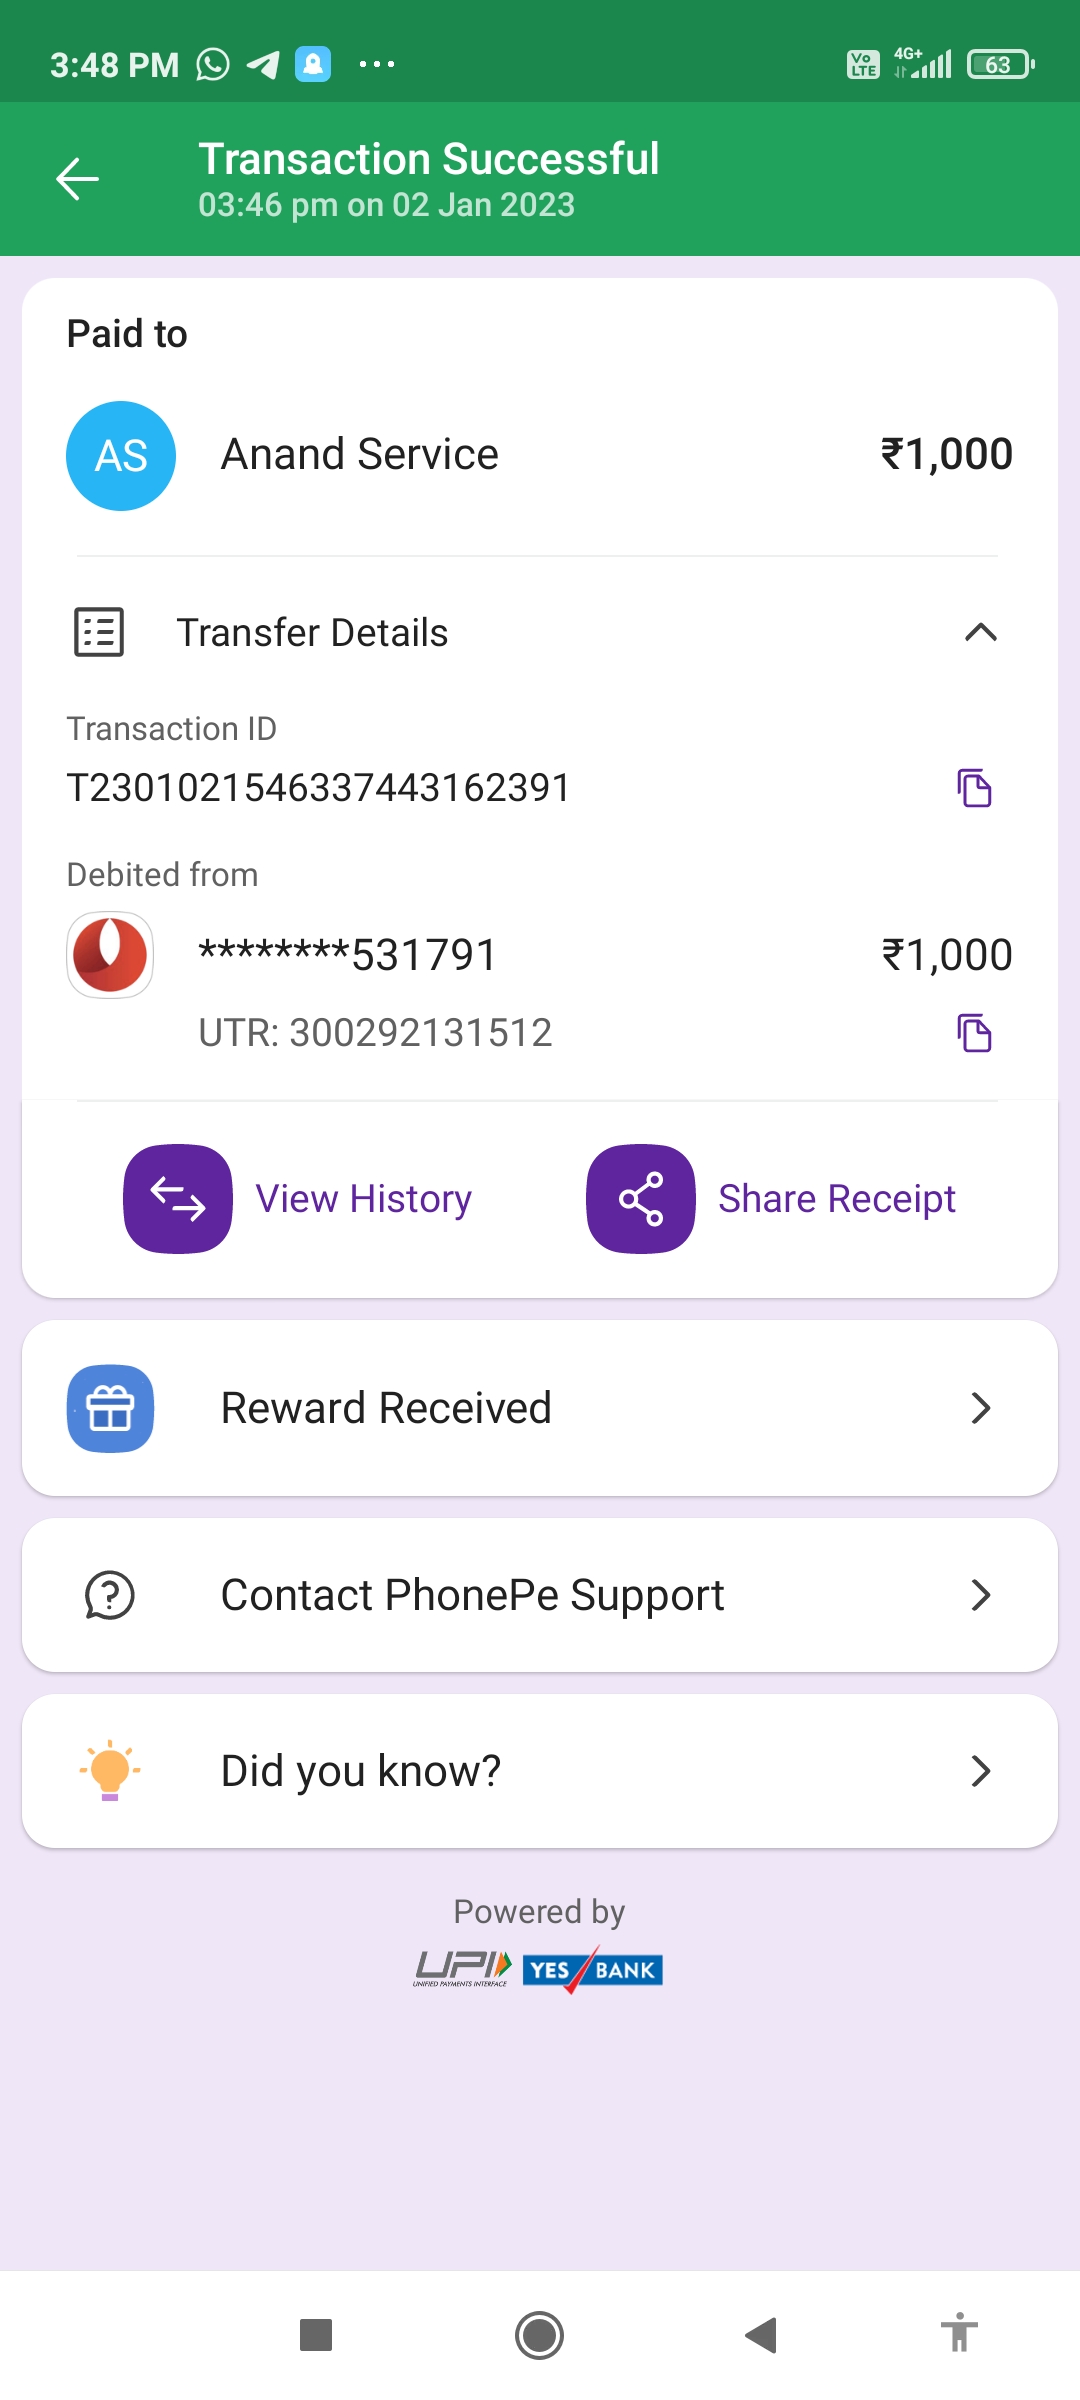 3:48 PM ... Vo LTE 4G+ 63
Transaction Successful
03:46 pm on 02 Jan 2023
Paid to
AS Anand Service ₹1,000
Transfer Details
Transaction ID
T2301021546337443162391
Debited from
********531791 ₹1,000
UTR: 300292131512
View History Share Receipt
Reward Received
Contact PhonePe Support
Did you know?
Powered by
UPI YES BANK
UNIFIED PAYMENTS INTERFACE